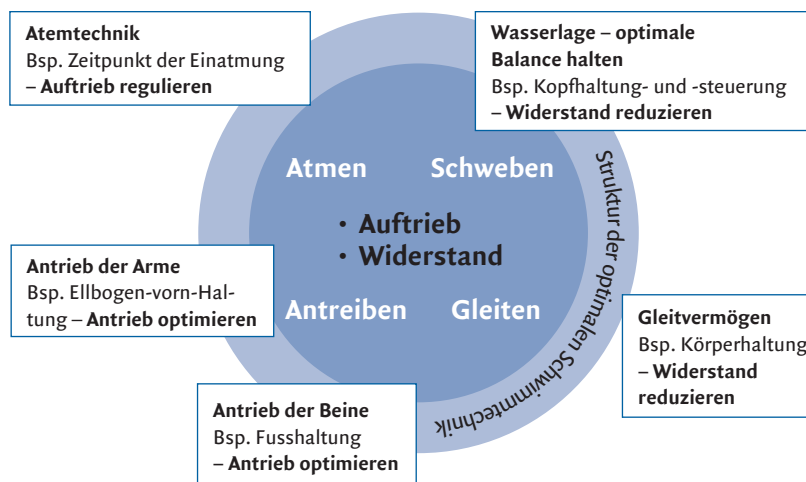 Atemtechnik
Bsp. Zeitpunkt der Einatmung
– Auftrieb regulieren
Wasserlage – optimale
Balance halten
Bsp. Kopfhaltung- und -steuerung
– Widerstand reduzieren
Atmen
Schweben
• Auftrieb
• Widerstand
Antreiben
Gleiten
Struktur der optimalen Schwimmtechnik
Antrieb der Arme
Bsp. Ellbogen-vorn-Hal-
tung – Antrieb optimieren
Gleitvermögen
Bsp. Körperhaltung
– Widerstand
reduzieren
Antrieb der Beine
Bsp. Fusshaltung
– Antrieb optimieren